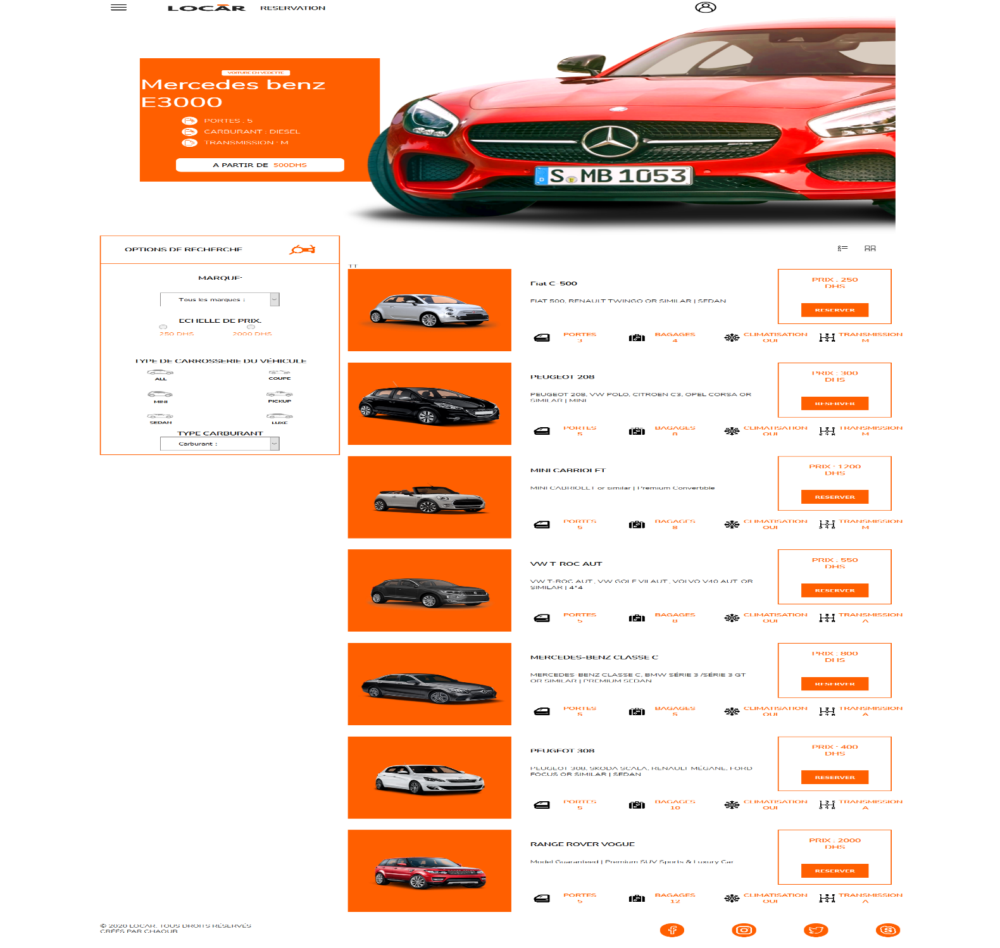 LOCAR RESERVATION
VOITURE EN VEDETTE
Mercedes benz
E3000
PORTES : 5
CARBURANT : DIESEL
TRANSMISSION : M
A PARTIR DE 500DHS
S MB 1053
D
OPTIONS DE RECHERCHE
MARQUE:
Tous les marques :
ECHELLE DE PRIX:
250 DHS 2000 DHS
TYPE DE CARROSSERIE DU VÉHICULE
ALL COUPE
MINI PICKUP
SEDAN LUXE
TYPE CARBURANT
Carburant :
TT
Fiat C-500
FIAT 500, RENAULT TWINGO OR SIMILAR | SEDAN
PRIX : 250
DHS
RESERVER
PORTES BAGAGES CLIMATISATION TRANSMISSION
3 4 OUI M
PEUGEOT 208
PEUGEOT 208, VW POLO, CITROEN C3, OPEL CORSA OR
SIMILAR | MINI
PRIX : 300
DHS
RESERVER
PORTES BAGAGES CLIMATISATION TRANSMISSION
5 8 OUI M
MINI CABRIOLET
MINI CABRIOLET or similar | Premium Convertible
PRIX : 1200
DHS
RESERVER
PORTES BAGAGES CLIMATISATION TRANSMISSION
5 8 OUI M
VW T-ROC AUT
VW T-ROC AUT., VW GOLF VII AUT., VOLVO V40 AUT. OR
SIMILAR | 4*4
PRIX : 550
DHS
RESERVER
PORTES BAGAGES CLIMATISATION TRANSMISSION
5 8 OUI A
MERCEDES-BENZ CLASSE C
MERCEDES-BENZ CLASSE C, BMW SÉRIE 3 /SÉRIE 3 GT
OR SIMILAR | PREMIUM SEDAN
PRIX : 800
DHS
RESERVER
PORTES BAGAGES CLIMATISATION TRANSMISSION
5 5 OUI A
PEUGEOT 308
PEUGEOT 308, SKODA SCALA, RENAULT MÉGANE, FORD
FOCUS OR SIMILAR | SEDAN
PRIX : 400
DHS
RESERVER
PORTES BAGAGES CLIMATISATION TRANSMISSION
5 10 OUI A
RANGE ROVER VOGUE
Model Guaranteed | Premium SUV Sports & Luxury Car
PRIX : 2000
DHS
RESERVER
PORTES BAGAGES CLIMATISATION TRANSMISSION
5 12 OUI A
© 2020 LOCAR. TOUS DROITS RÉSERVÉS
CRÉÉS PAR CHAOUB